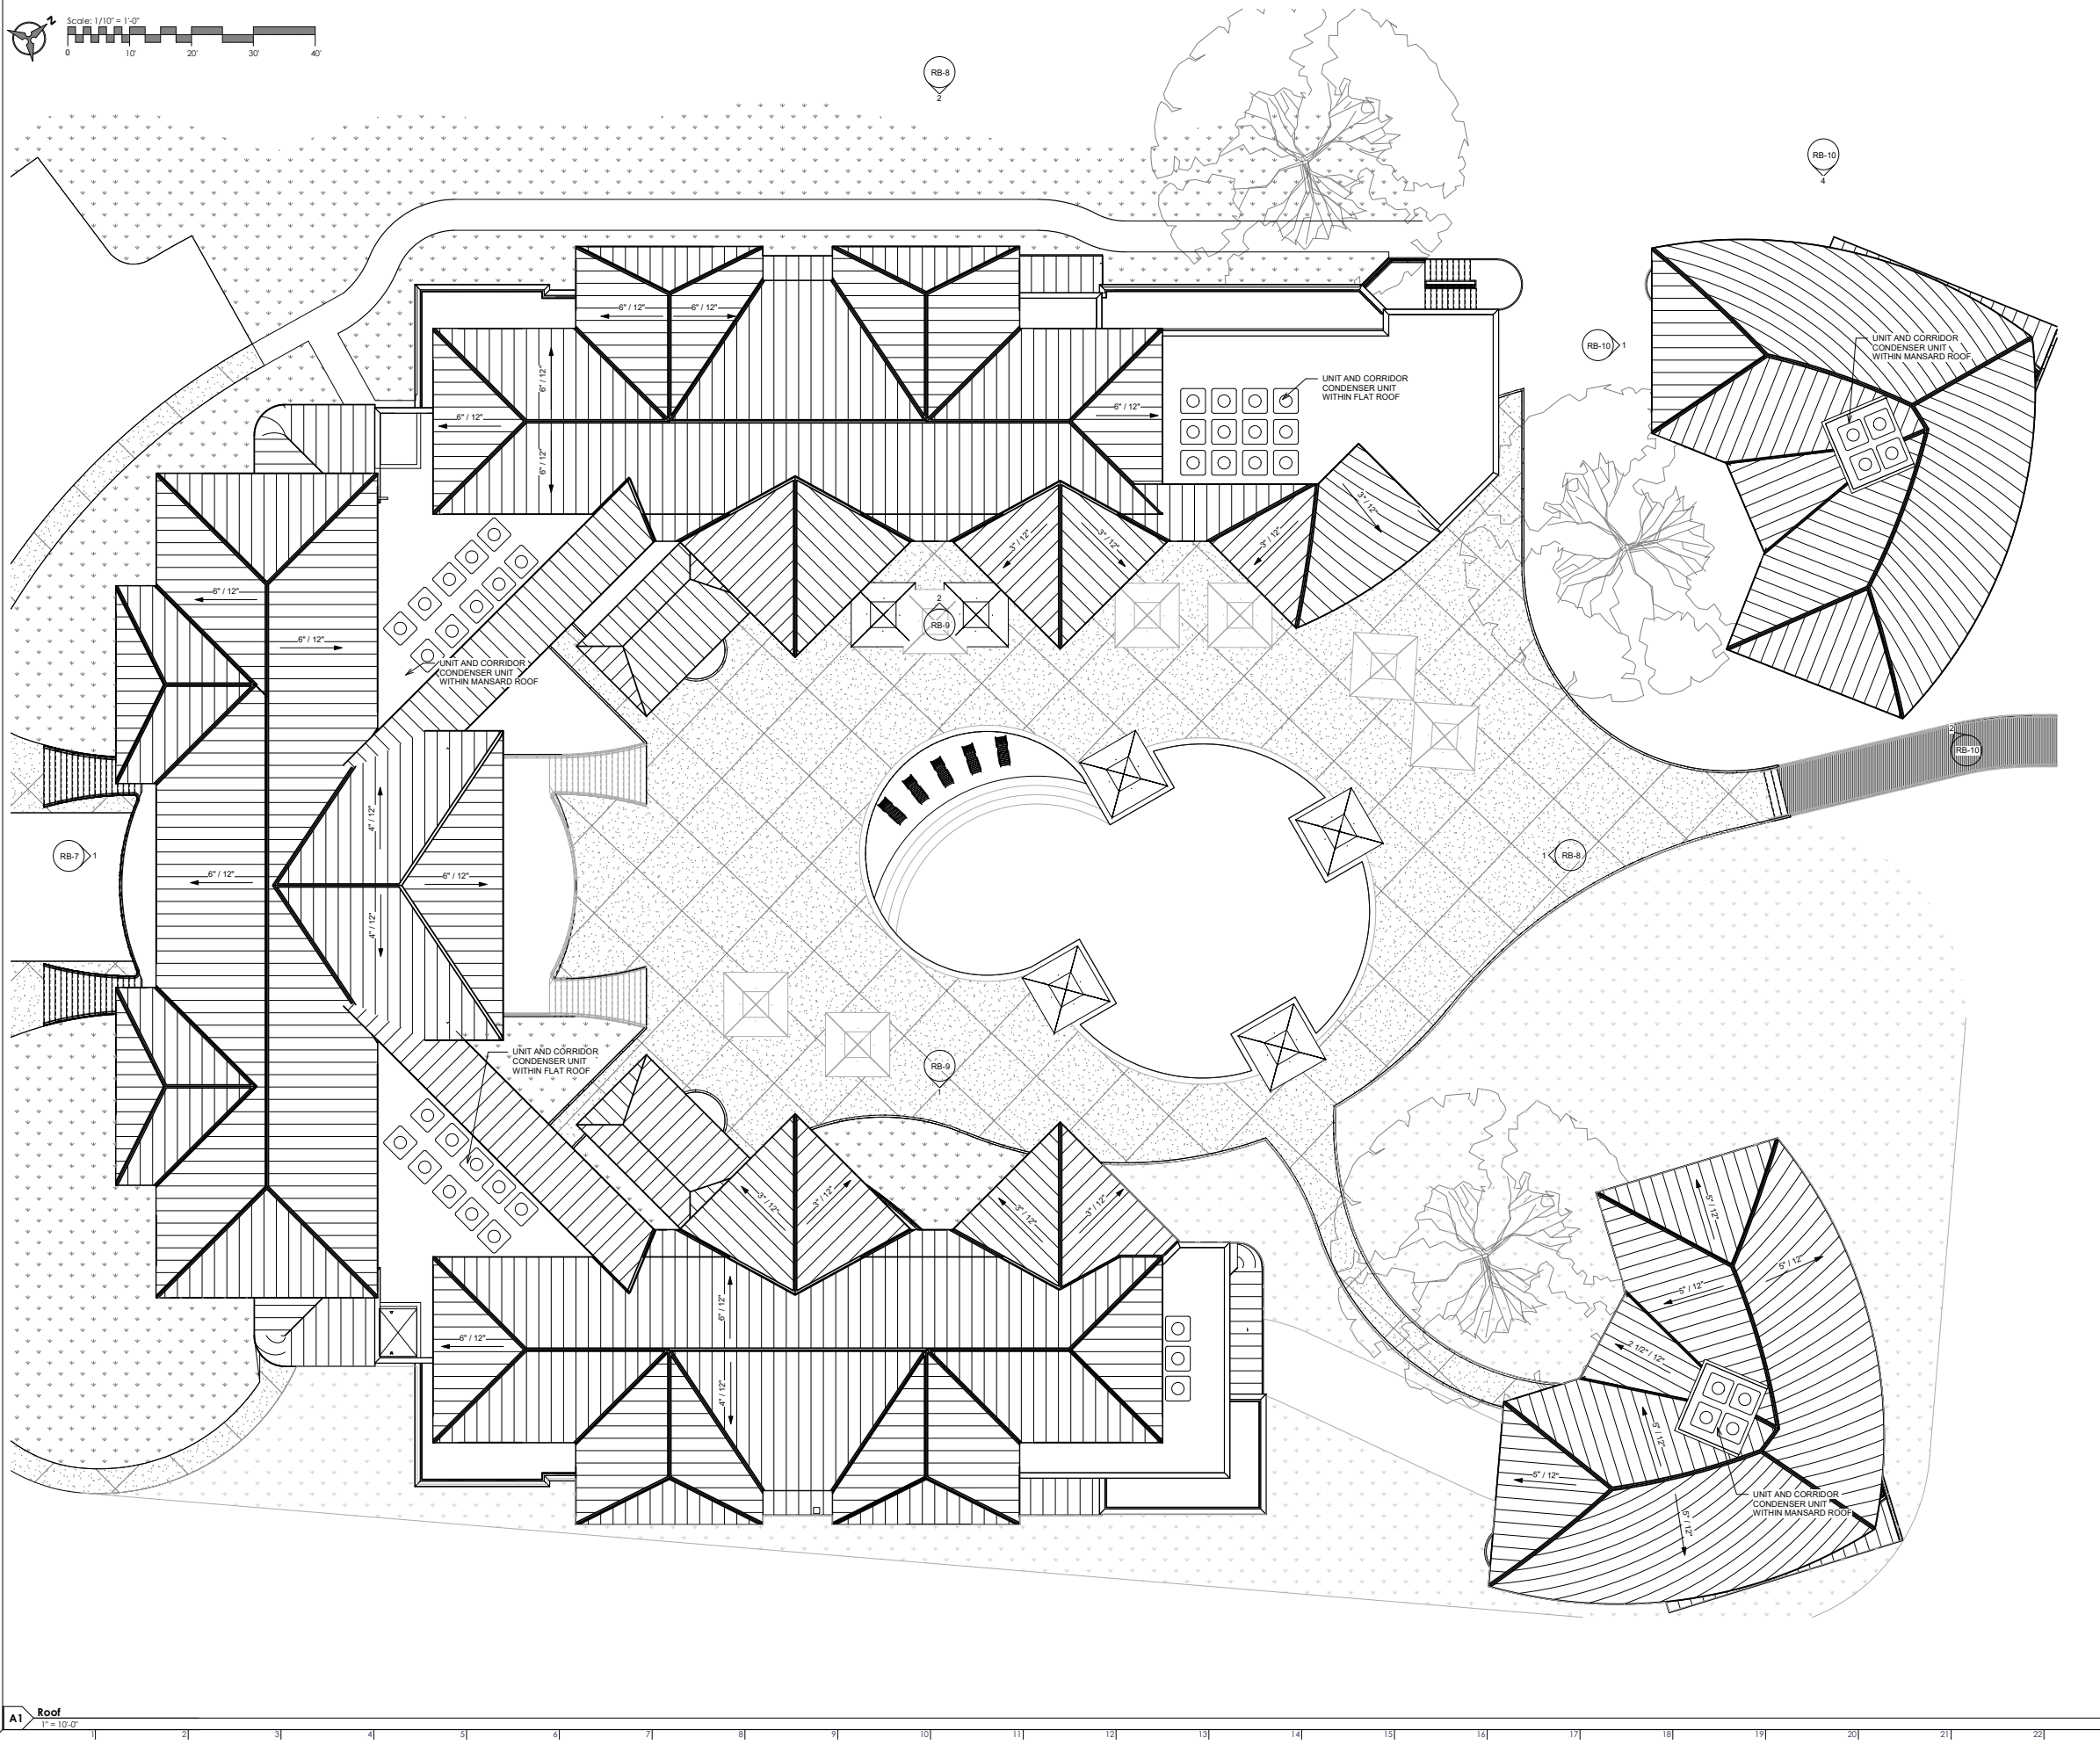 Z
Scale: 1/10" = 1'-0"
0 10' 20' 30' 40'
RB-8
2
RB-10
4
6" / 12" 6" / 12"
RB-10 1
UNIT AND CORRIDOR
CONDENSER UNIT
WITHIN MANSARD ROOF
6" / 12"
UNIT AND CORRIDOR
CONDENSER UNIT
WITHIN FLAT ROOF
6" / 12"
6" / 12"
6" / 12"
3" / 12"
3" / 12"
3" / 12"
3" / 12"
6" / 12"
2
RB-9
6" / 12"
UNIT AND CORRIDOR
CONDENSER UNIT
WITHIN MANSARD ROOF
2
RB-10
4" / 12"
RB-7 1
1 RB-8
6" / 12"
6" / 12"
4" / 12"
UNIT AND CORRIDOR
CONDENSER UNIT
WITHIN FLAT ROOF
RB-9
1
3" / 12"
3" / 12"
3" / 12"
3" / 12"
5" / 12"
5" / 12"
5" / 12"
6" / 12"
6" / 12"
2 1/2" / 12"
4" / 12"
5" / 12"
5" / 12"
UNIT AND CORRIDOR
CONDENSER UNIT
WITHIN MANSARD ROOF
5" / 12"
A1
Roof
1" = 10'-0"
1 2 3 4 5 6 7 8 9 10 11 12 13 14 15 16 17 18 19 20 21 22